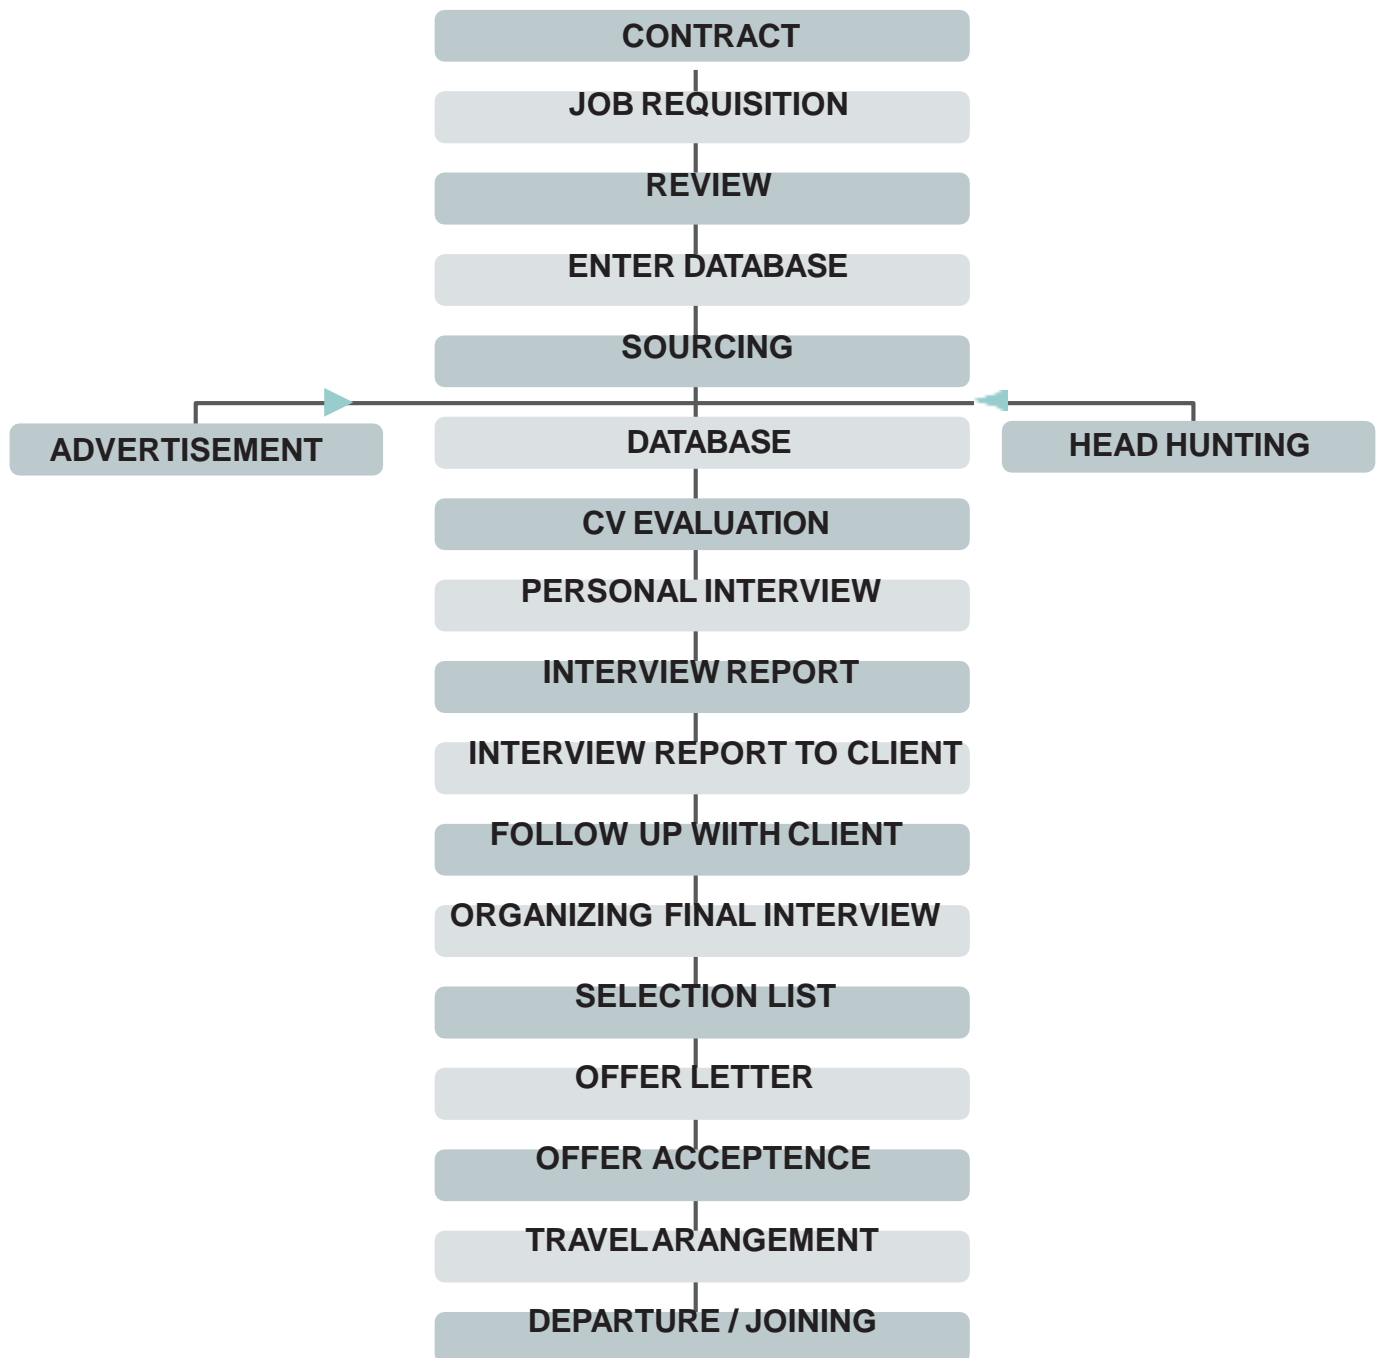 CONTRACT
JOB REQUISITION
REVIEW
ENTER DATABASE
SOURCING
ADVERTISEMENT
DATABASE
HEAD HUNTING
CV EVALUATION
PERSONAL INTERVIEW
INTERVIEW REPORT
INTERVIEW REPORT TO CLIENT
FOLLOW UP WIITH CLIENT
ORGANIZING FINAL INTERVIEW
SELECTION LIST
OFFER LETTER
OFFER ACCEPTENCE
TRAVEL ARANGEMENT
DEPARTURE / JOINING